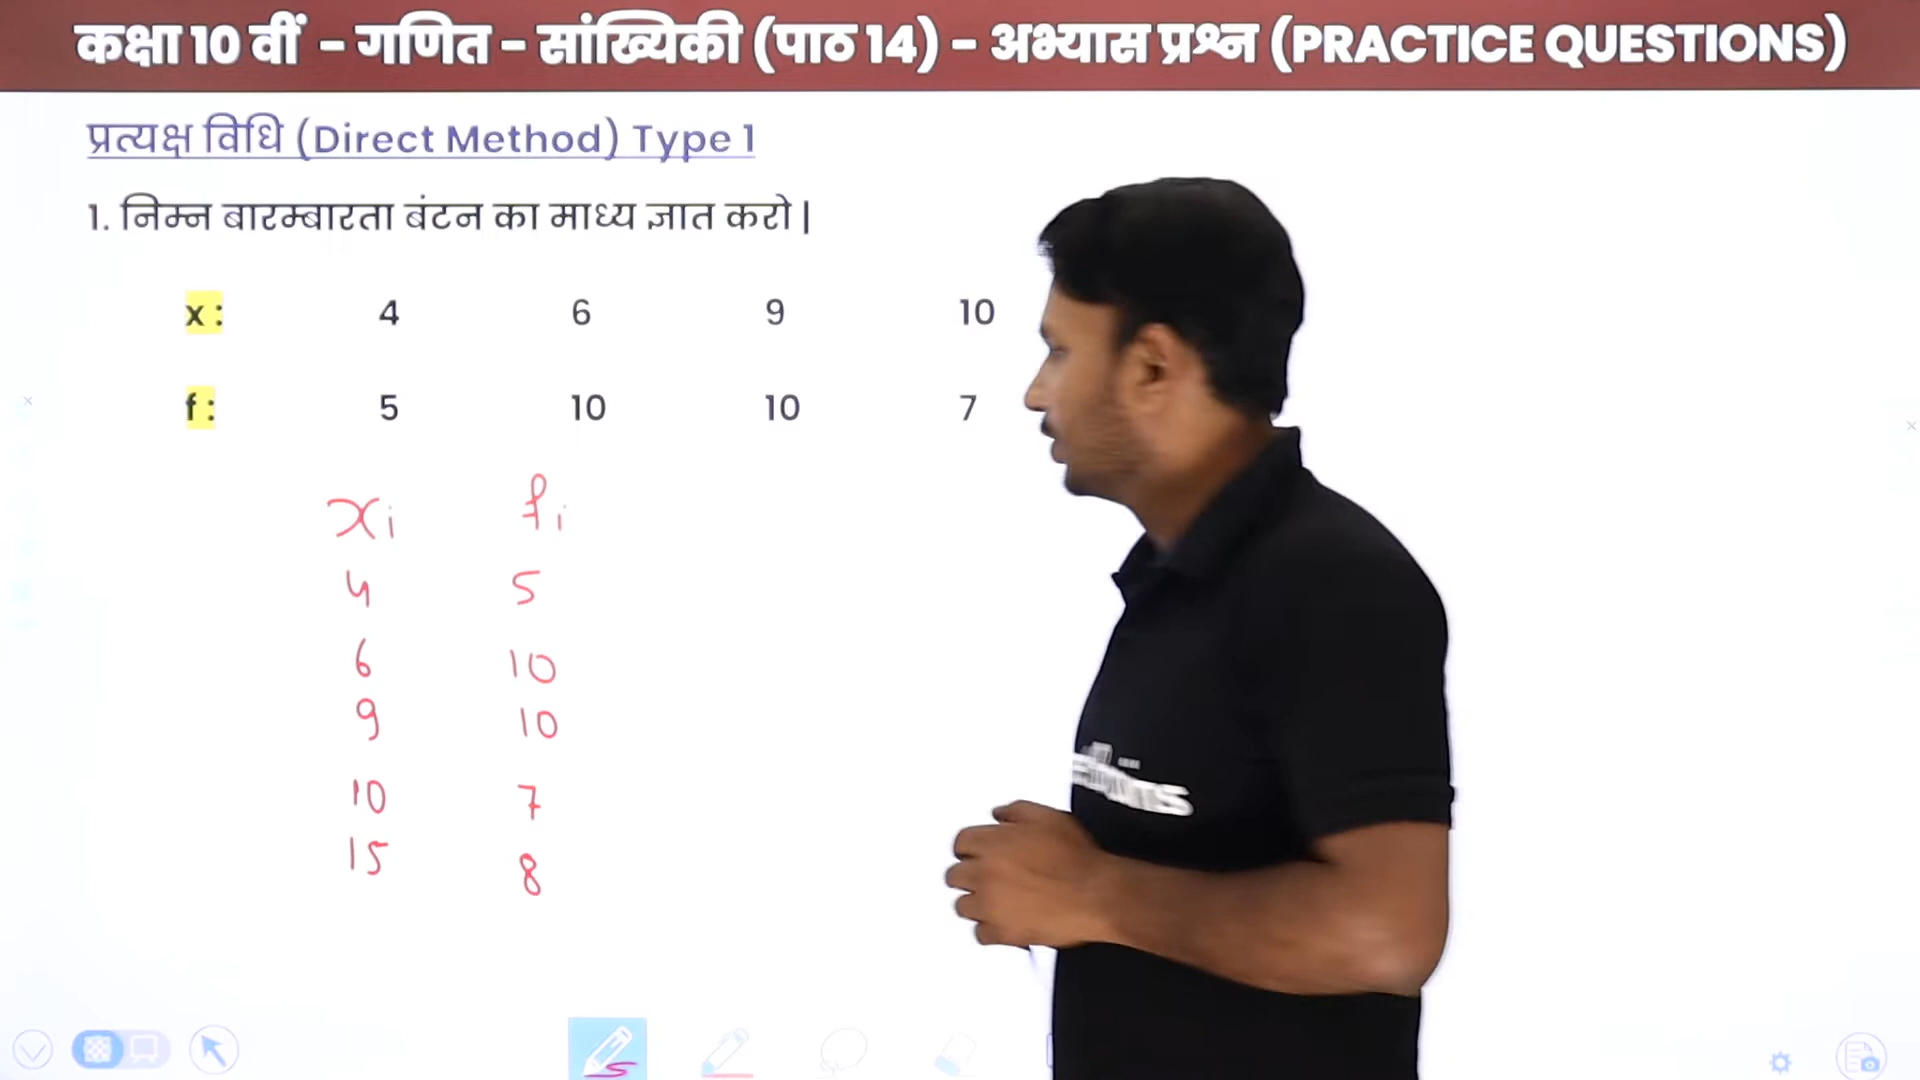 कक्षा 10 वीं - गणित - सांख्यिकी (पाठ 14) - अभ्यास प्रश्न (PRACTICE QUESTIONS)
प्रत्यक्ष विधि (Direct Method) Type 1
1. निम्न बारम्बारता बंटन का माध्य ज्ञात करो |
x : 4 6 9 10
f : 5 10 10 7
xi fi
4 5
6 10
9 10
10 7
15 8